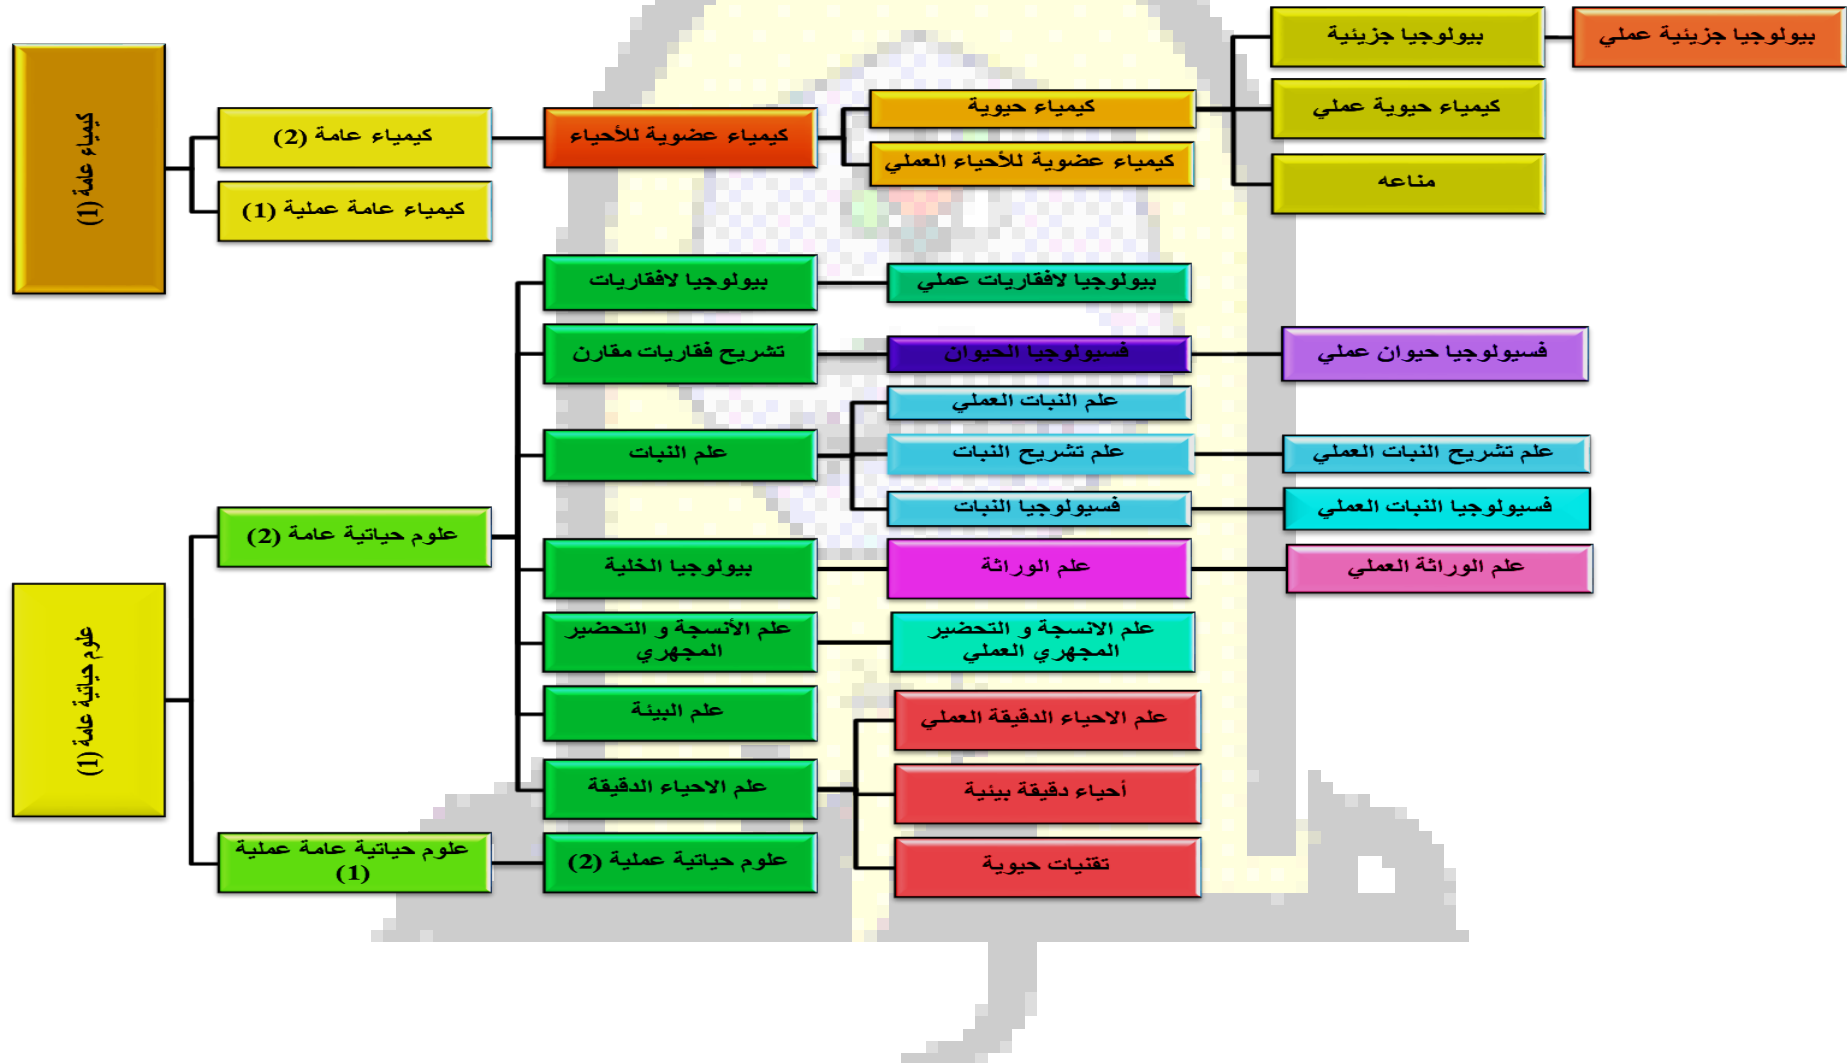 كيمياء عامة (1)
كيمياء عامة (2)
كيمياء عامة عملية (1)
كيمياء عضوية للأحياء
كيمياء حيوية
كيمياء عضوية للأحياء العملي
بيولوجيا جزيئية
بيولوجيا جزيئية عملي
كيمياء حيوية عملي
مناعه
علوم حياتية عامة (1)
علوم حياتية عامة (2)
بيولوجيا لافقاريات
بيولوجيا لافقاريات عملي
تشريح فقاريات مقارن
فسيولوجيا الحيوان
فسيولوجيا حيوان عملي
علم النبات
علم النبات العملي
علم تشريح النبات
علم تشريح النبات العملي
فسيولوجيا النبات
فسيولوجيا النبات العملي
بيولوجيا الخلية
علم الوراثة
علم الوراثة العملي
علم الأنسجة و التحضير
المجهري
علم الانسجة و التحضير
المجهري العملي
علم البيئة
علم الاحياء الدقيقة
علم الاحياء الدقيقة العملي
أحياء دقيقة بيئية
تقنيات حيوية
علوم حياتية عامة عملية
(1)
علوم حياتية عملية (2)